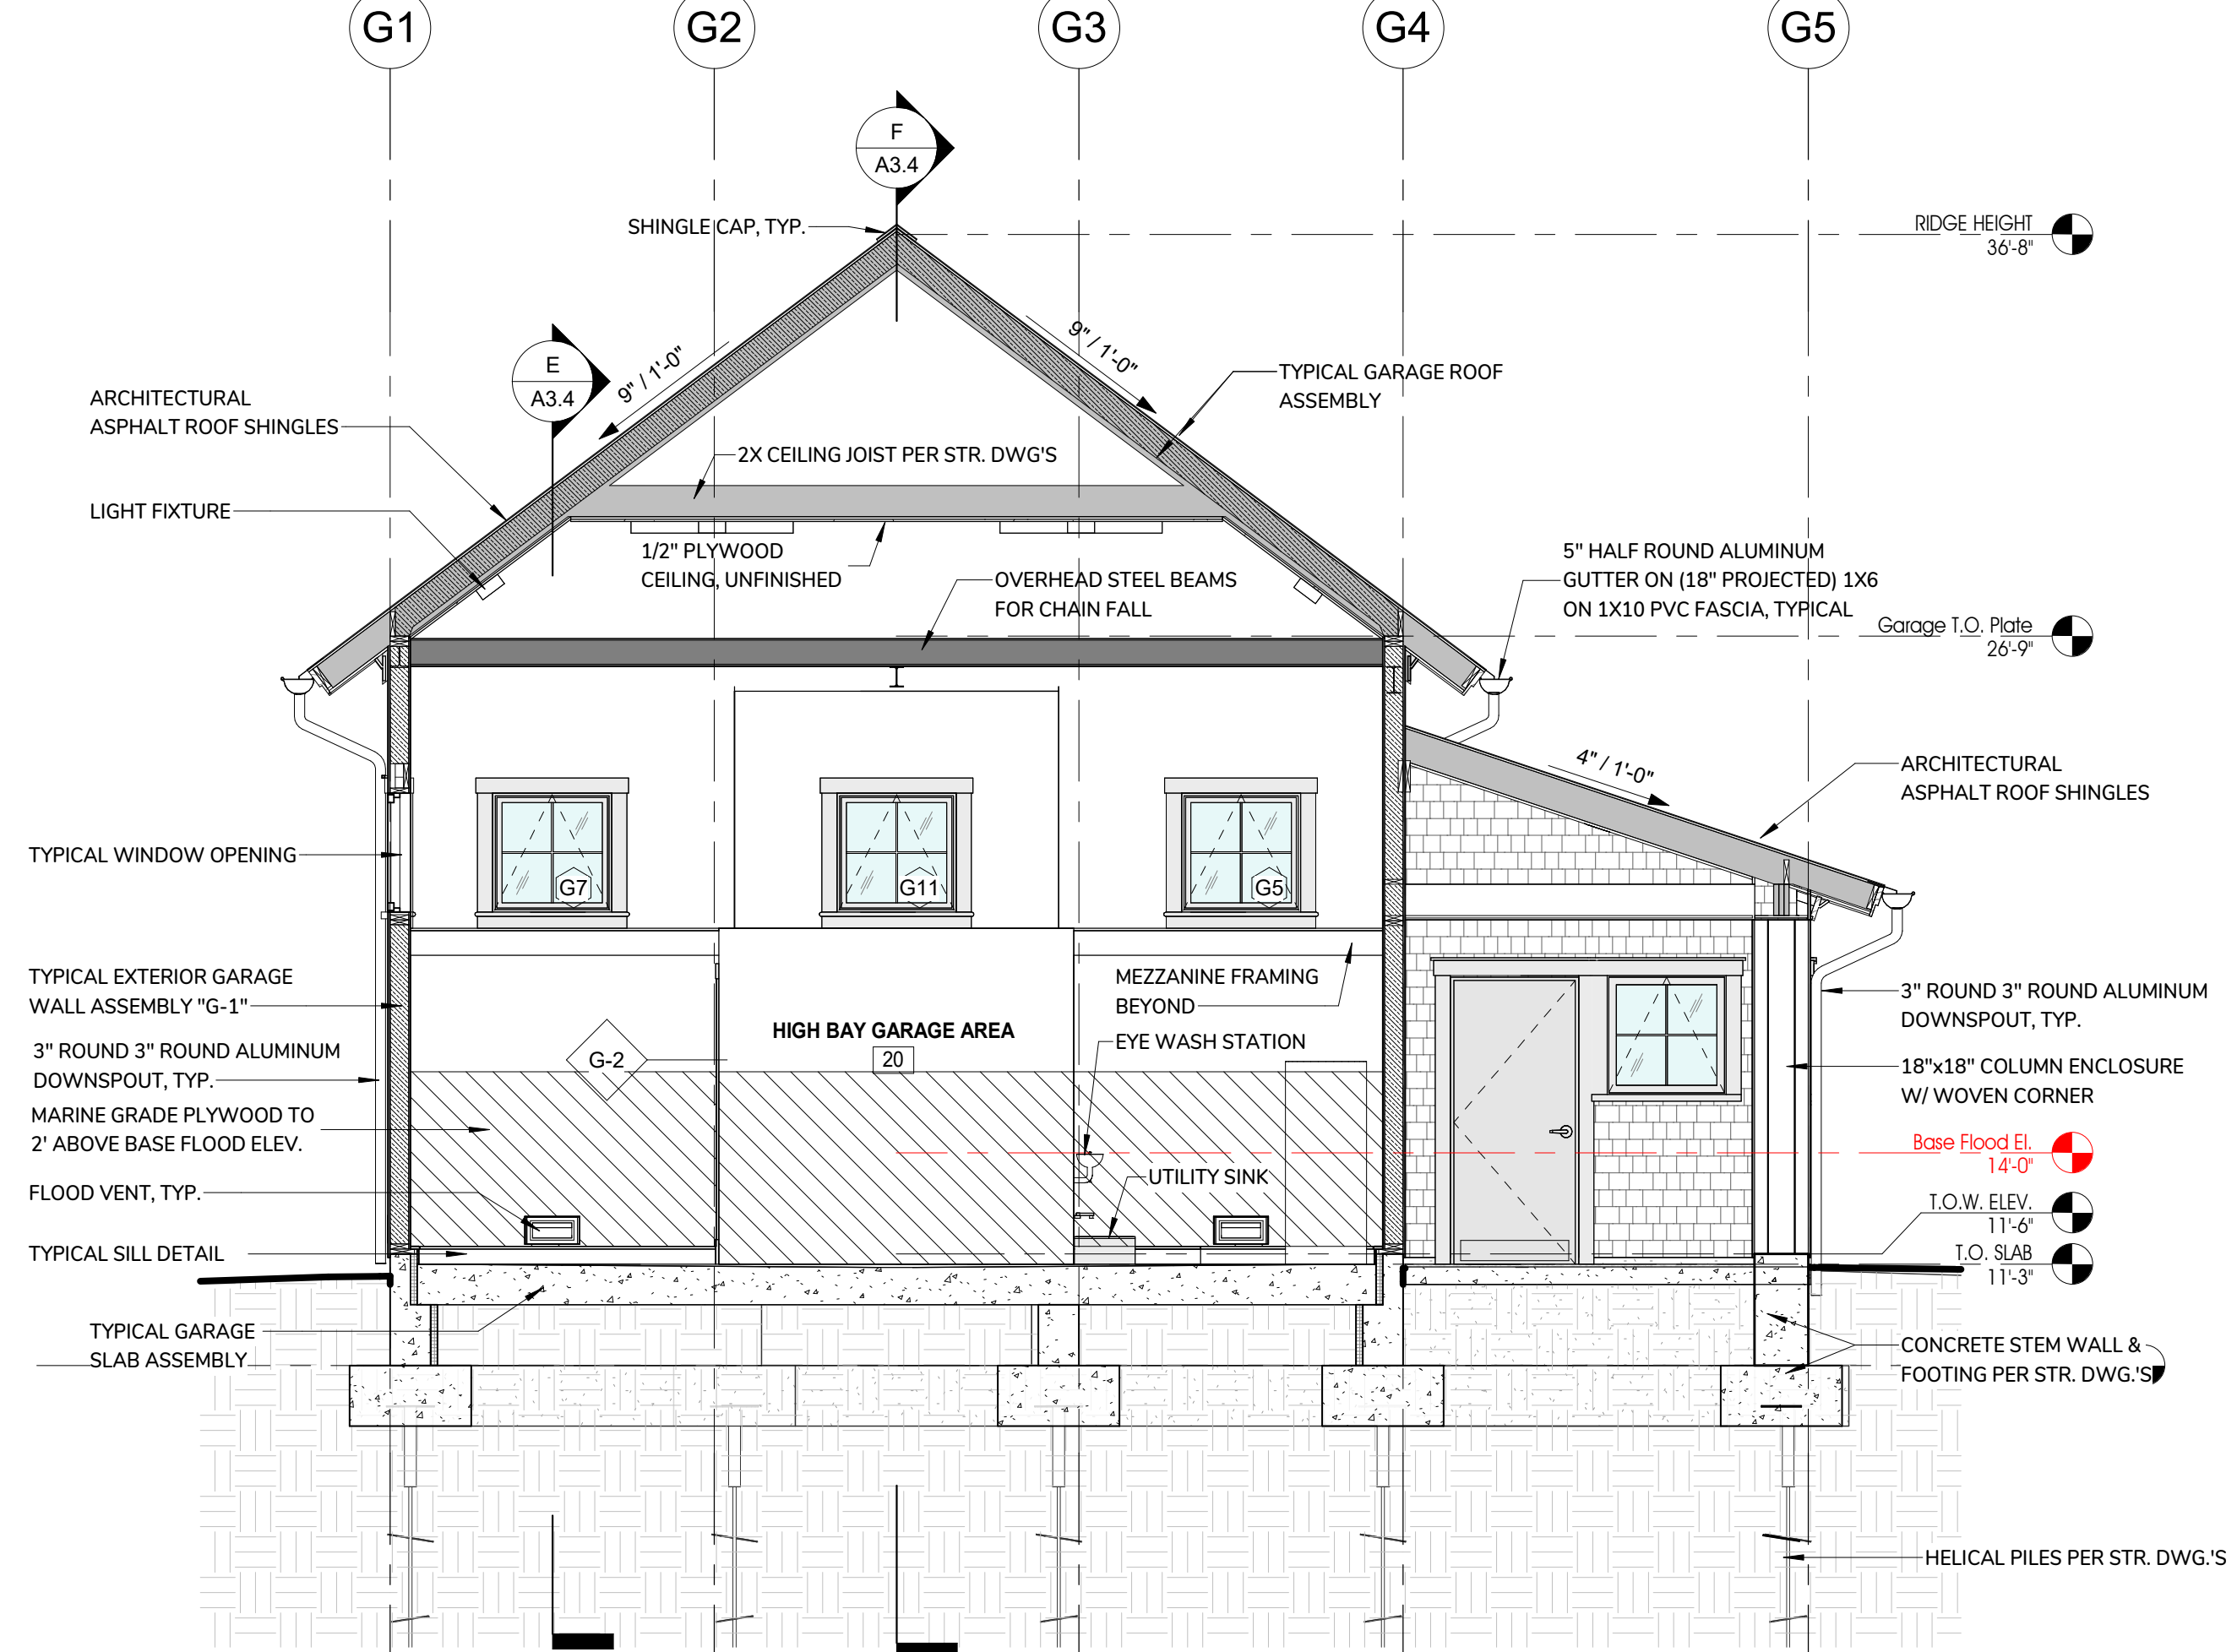 G1
G2
G3
G4
G5
F
A3.4
SHINGLE CAP, TYP.
RIDGE HEIGHT
36'-8"
E
A3.4
9" / 1'-0"
9" / 1'-0"
ARCHITECTURAL
ASPHALT ROOF SHINGLES
TYPICAL GARAGE ROOF
ASSEMBLY
2X CEILING JOIST PER STR. DWG'S
LIGHT FIXTURE
1/2" PLYWOOD
CEILING, UNFINISHED
OVERHEAD STEEL BEAMS
FOR CHAIN FALL
5" HALF ROUND ALUMINUM
GUTTER ON (18" PROJECTED) 1X6
ON 1X10 PVC FASCIA, TYPICAL
Garage T.O. Plate
26'-9"
4" / 1'-0"
ARCHITECTURAL
ASPHALT ROOF SHINGLES
TYPICAL WINDOW OPENING
G7
G11
G5
TYPICAL EXTERIOR GARAGE
WALL ASSEMBLY "G-1"
MEZZANINE FRAMING
BEYOND
HIGH BAY GARAGE AREA
20
EYE WASH STATION
G-2
3" ROUND 3" ROUND ALUMINUM
DOWNSPOUT, TYP.
3" ROUND 3" ROUND ALUMINUM
DOWNSPOUT, TYP.
18"x18" COLUMN ENCLOSURE
W/ WOVEN CORNER
MARINE GRADE PLYWOOD TO
2' ABOVE BASE FLOOD ELEV.
Base Flood El.
14'-0"
UTILITY SINK
FLOOD VENT, TYP.
T.O.W. ELEV.
11'-6"
TYPICAL SILL DETAIL
T.O. SLAB
11'-3"
TYPICAL GARAGE
SLAB ASSEMBLY
CONCRETE STEM WALL &
FOOTING PER STR. DWG.'S
HELICAL PILES PER STR. DWG.'S